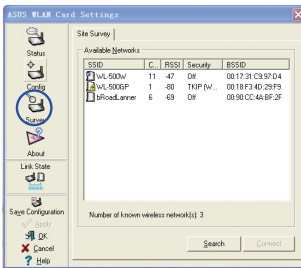 ASUS WLAN Card Settings
Status
Config
Survey
About
Link State
Save Configuration
Apply
OK
Cancel
Help
Site Survey
Available Networks
SSID C... RSSI Security BSSID
WL-500W 11 -47 Off 00:17:31:C9:97:D4
WL-500GP 1 -80 TKIP (W... 00:18:F3:4D:29:F9
bRoadLanner 6 -69 Off 00:90:CC:4A:BF:2F
Number of known wireless network(s): 3
Search Connect